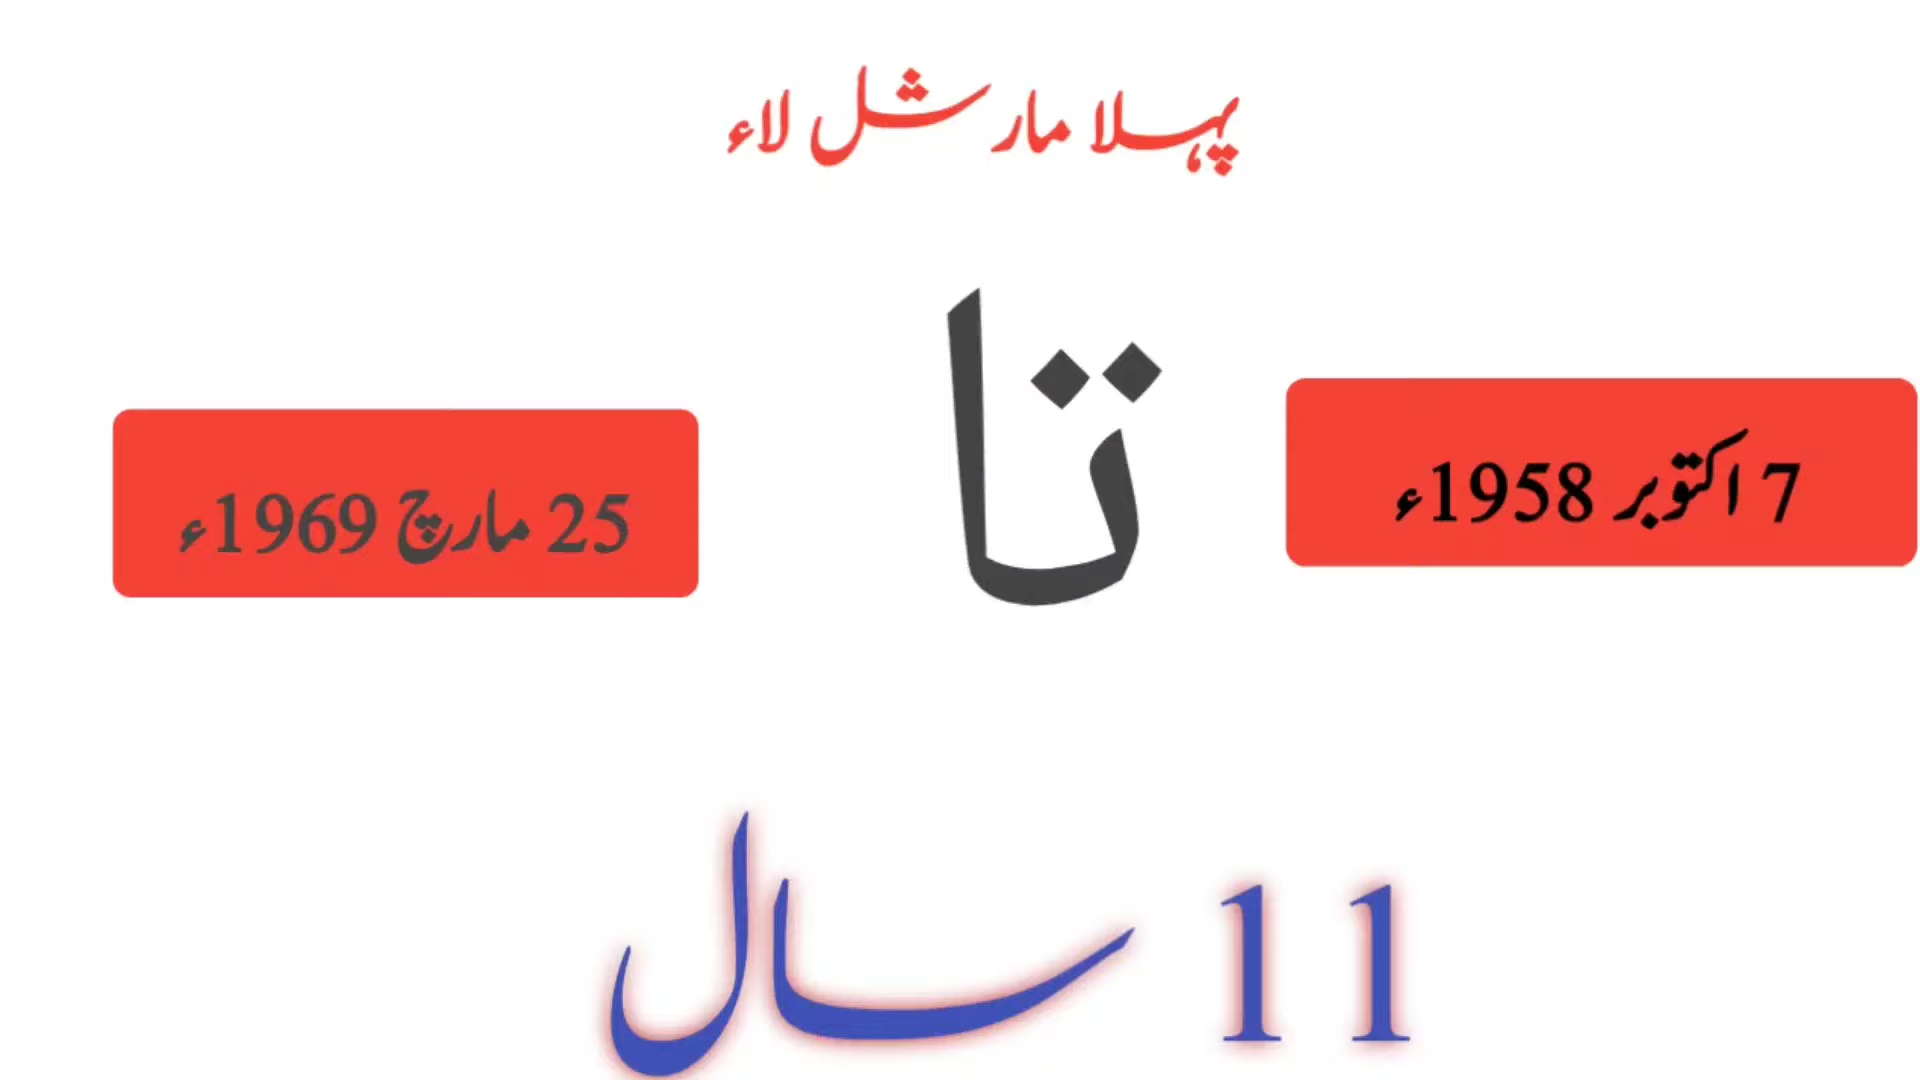 پہلا مارشل لاء
7 اکتوبر 1958ء
تا
25 مارچ 1969ء
11 سال